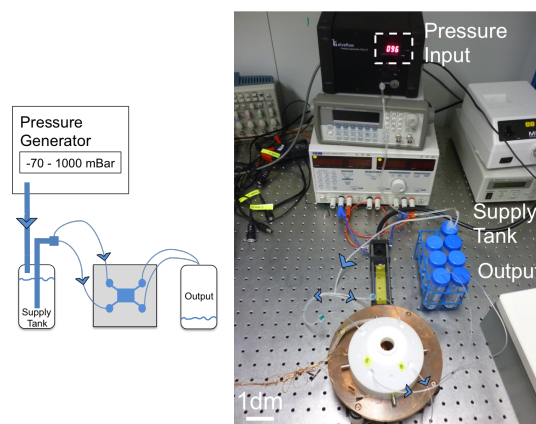 Pressure
Generator
-70 - 1000 mBar
Supply
Tank
Output
Pressure
Input
096
Supply
Tank
Output
1dm